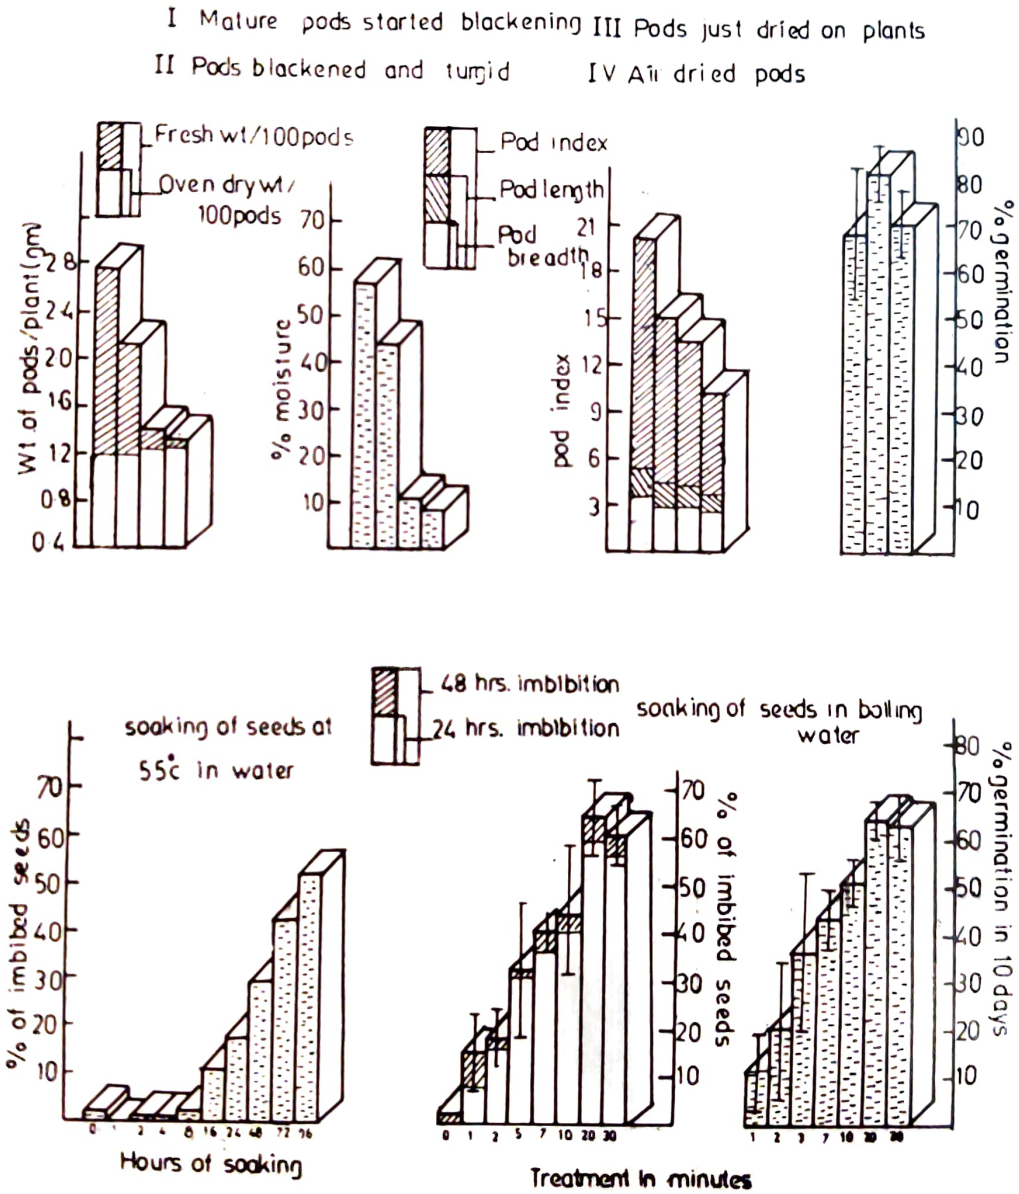 I Mature pods started blackening III Pods just dried on plants
II Pods blackened and turgid IV Air dried pods
Fresh wt/100pods
Oven dry wt/
100pods
Pod index
Pod length
Pod
breadth
Wt of pods/plant(gm)
2 8
2 4
2 0
1 6
1 2
0 8
0 4
% moisture
70
60
50
40
30
20
10
pod index
21
18
15
12
9
6
3
90
80
70
60
50
40
30
20
10
% germination
48 hrs. imbibition
24 hrs. imbibition
soaking of seeds at
55°c in water
soaking of seeds in boiling
water
% of imbibed seeds
70
60
50
40
30
20
10
0 1 2 4 8 16 24 48 72 96
Hours of soaking
70
60
50
40
30
20
10
% of imbibed seeds
0 1 2 5 7 10 20 30
80
70
60
50
40
30
20
10
% germination in 10 days
1 2 3 7 10 20 30
Treatment in minutes